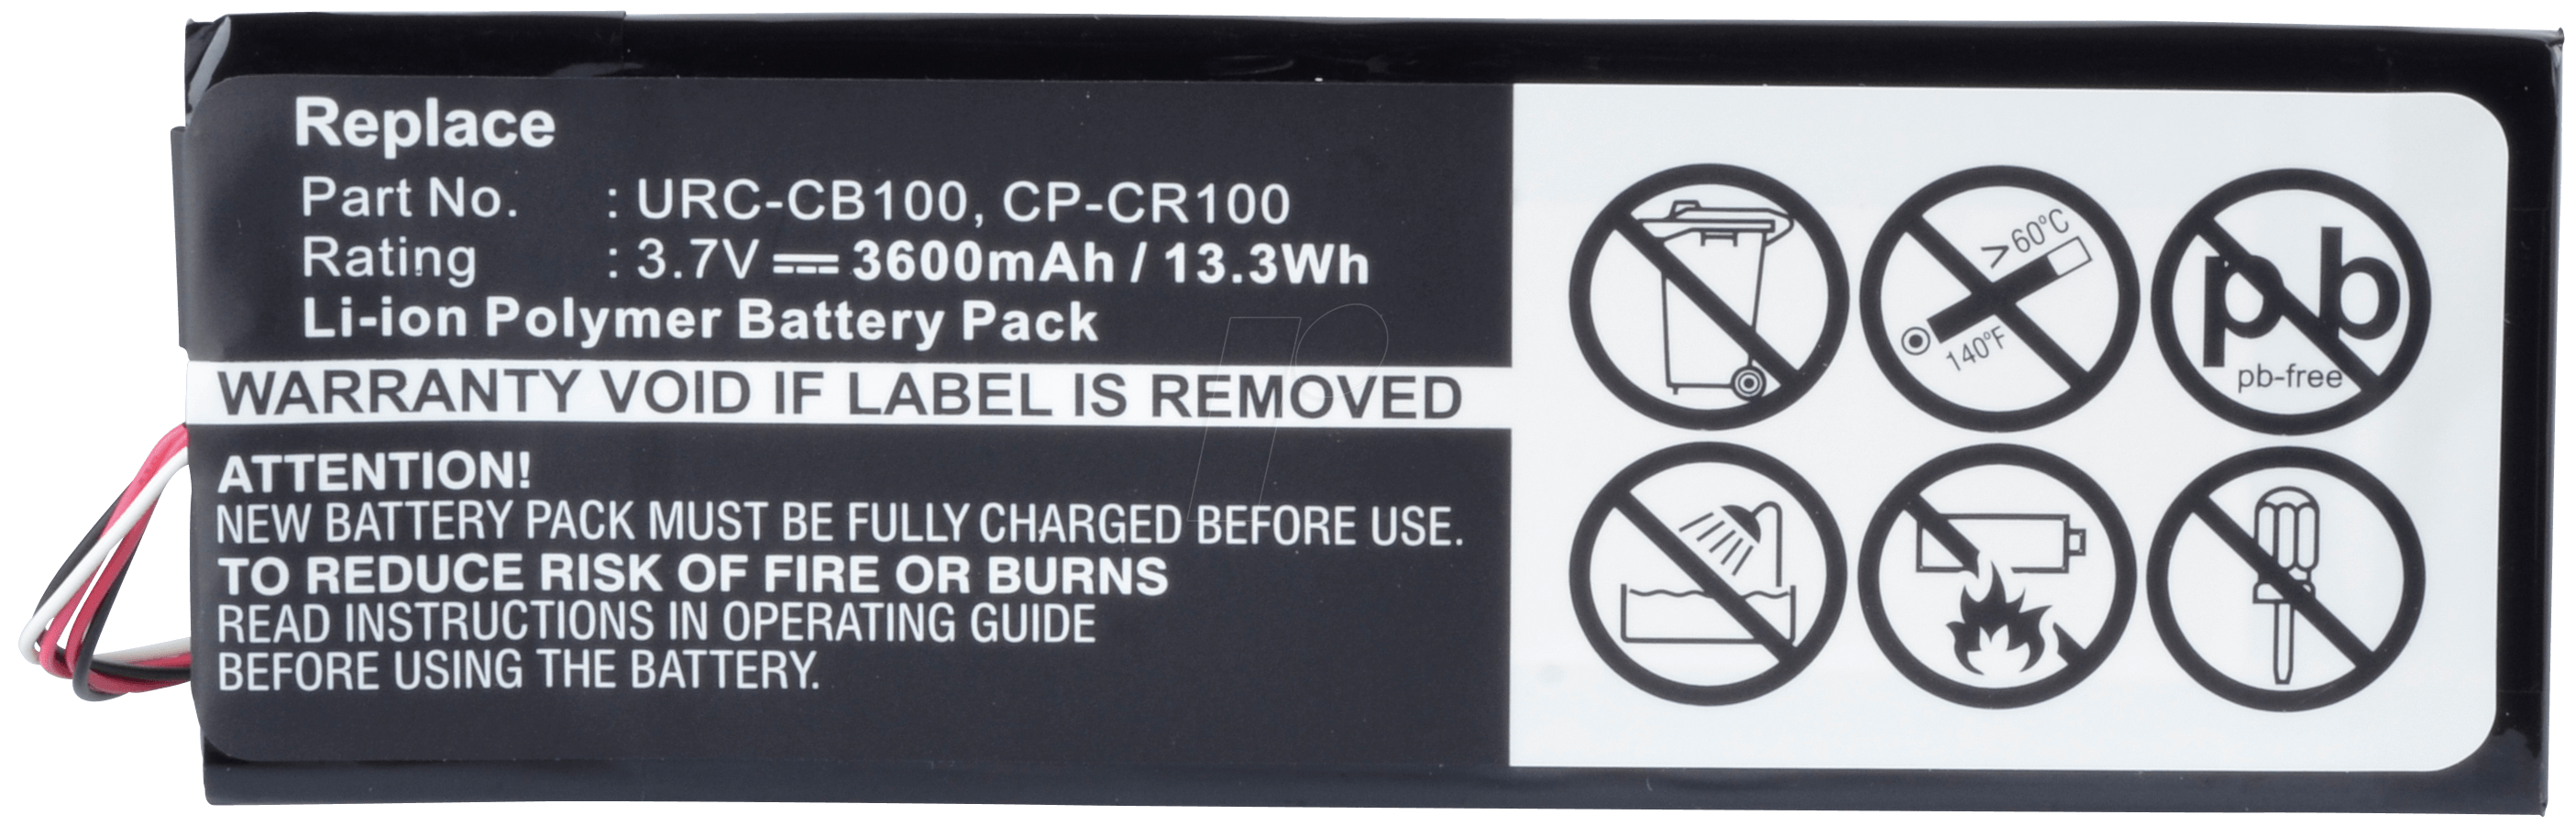 Replace
Part No. : URC-CB100, CP-CR100
Rating : 3.7V ⎓ 3600mAh / 13.3Wh
Li-ion Polymer Battery Pack
WARRANTY VOID IF LABEL IS REMOVED
ATTENTION!
NEW BATTERY PACK MUST BE FULLY CHARGED BEFORE USE.
TO REDUCE RISK OF FIRE OR BURNS
READ INSTRUCTIONS IN OPERATING GUIDE
BEFORE USING THE BATTERY.
>60°C
140°F
pb
pb-free
r